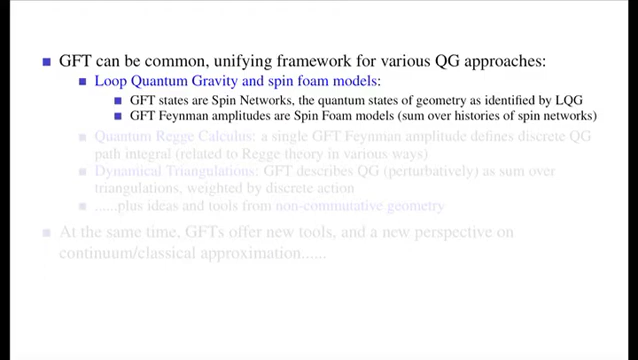 GFT can be common, unifying framework for various QG approaches:
Loop Quantum Gravity and spin foam models:
GFT states are Spin Networks, the quantum states of geometry as identified by LQG
GFT Feynman amplitudes are Spin Foam models (sum over histories of spin networks)
Quantum Regge Calculus: a single GFT Feynman amplitude defines discrete QG
path integral (related to Regge theory in various ways)
Dynamical Triangulations: GFT describes QG (perturbatively) as sum over
triangulations, weighted by discrete action
......plus ideas and tools from non-commutative geometry
At the same time, GFTs offer new tools, and a new perspective on
continuum/classical approximation......